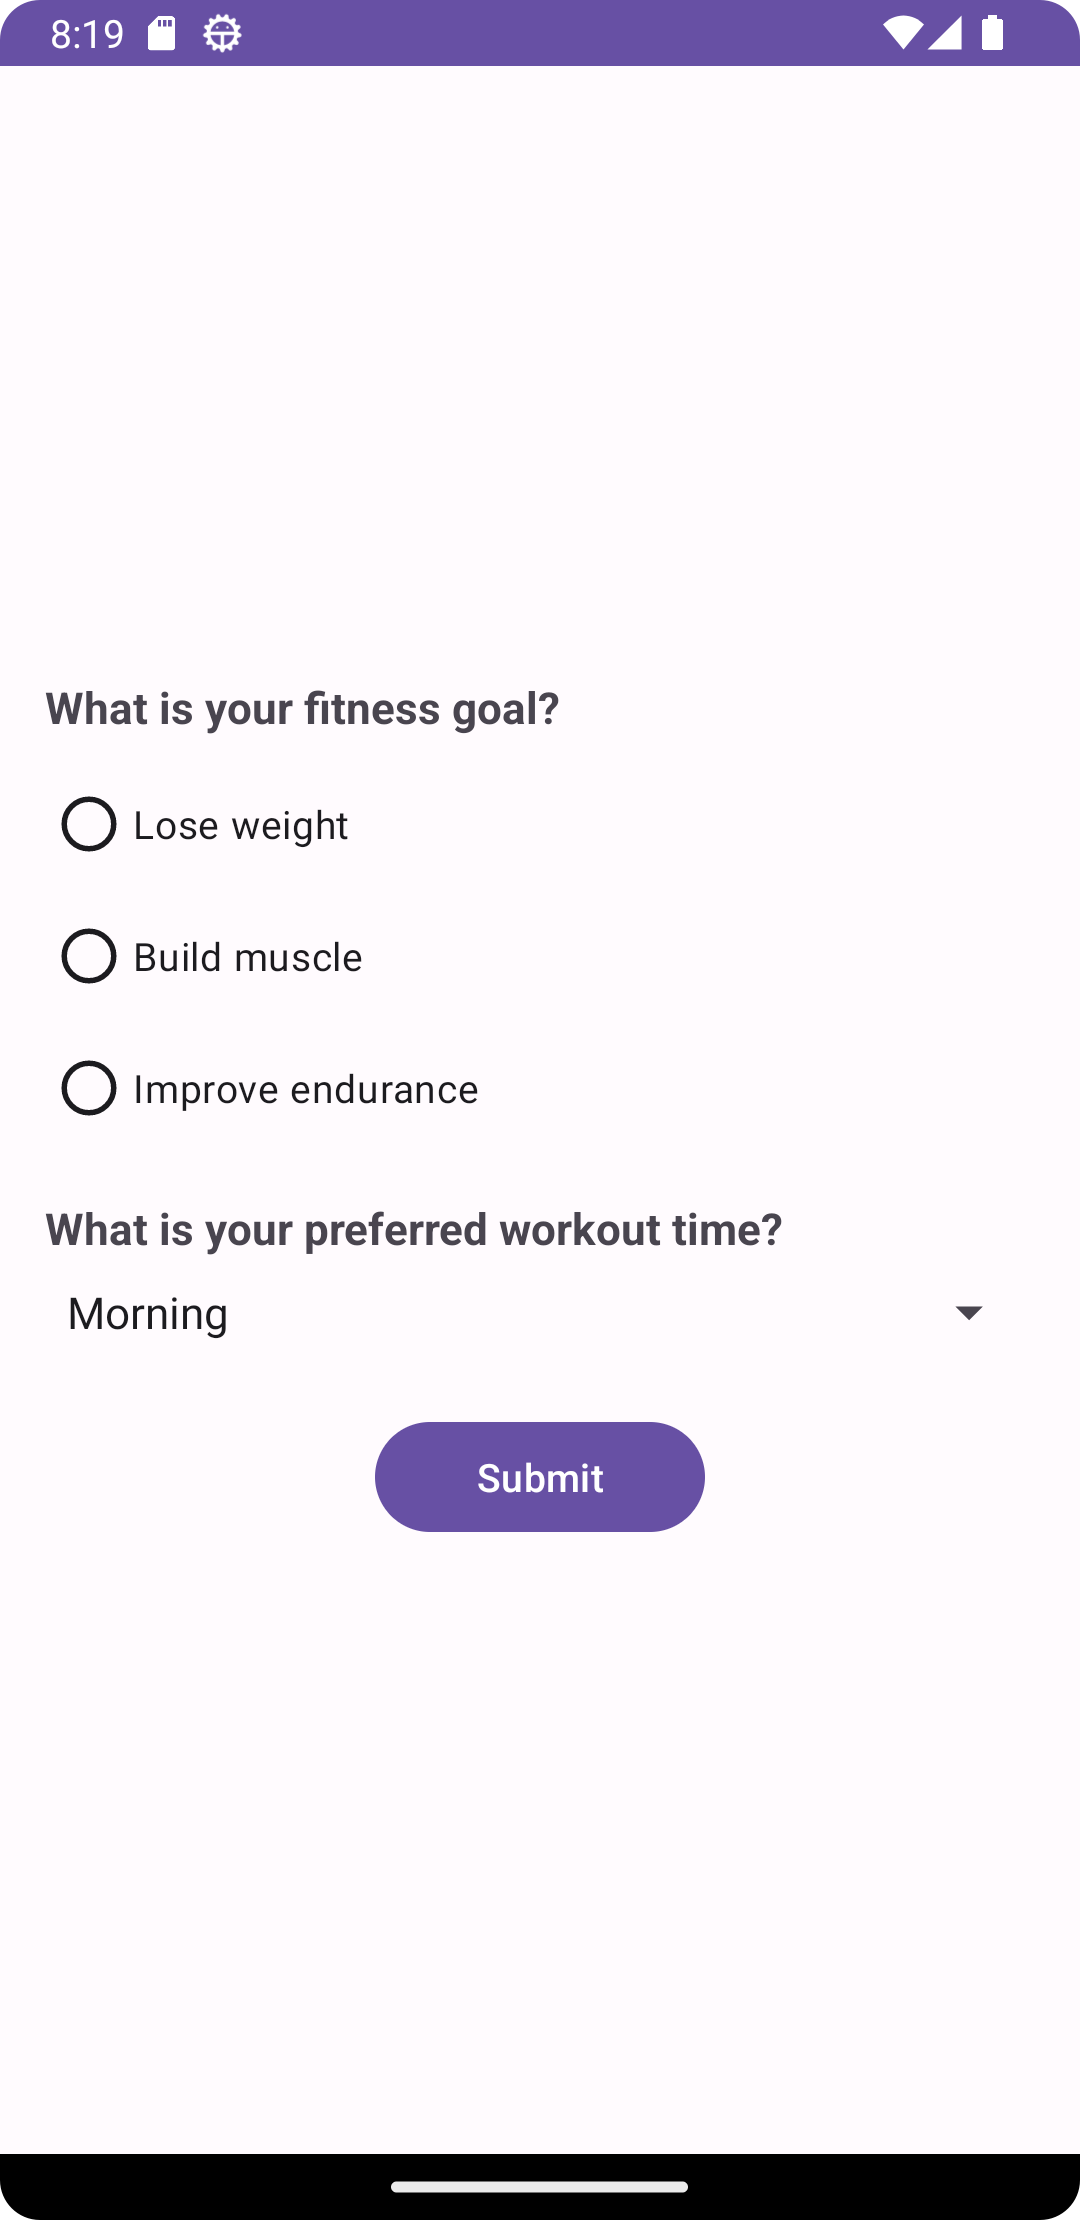 8:19
What is your fitness goal?
Lose weight
Build muscle
Improve endurance
What is your preferred workout time?
Morning
Submit